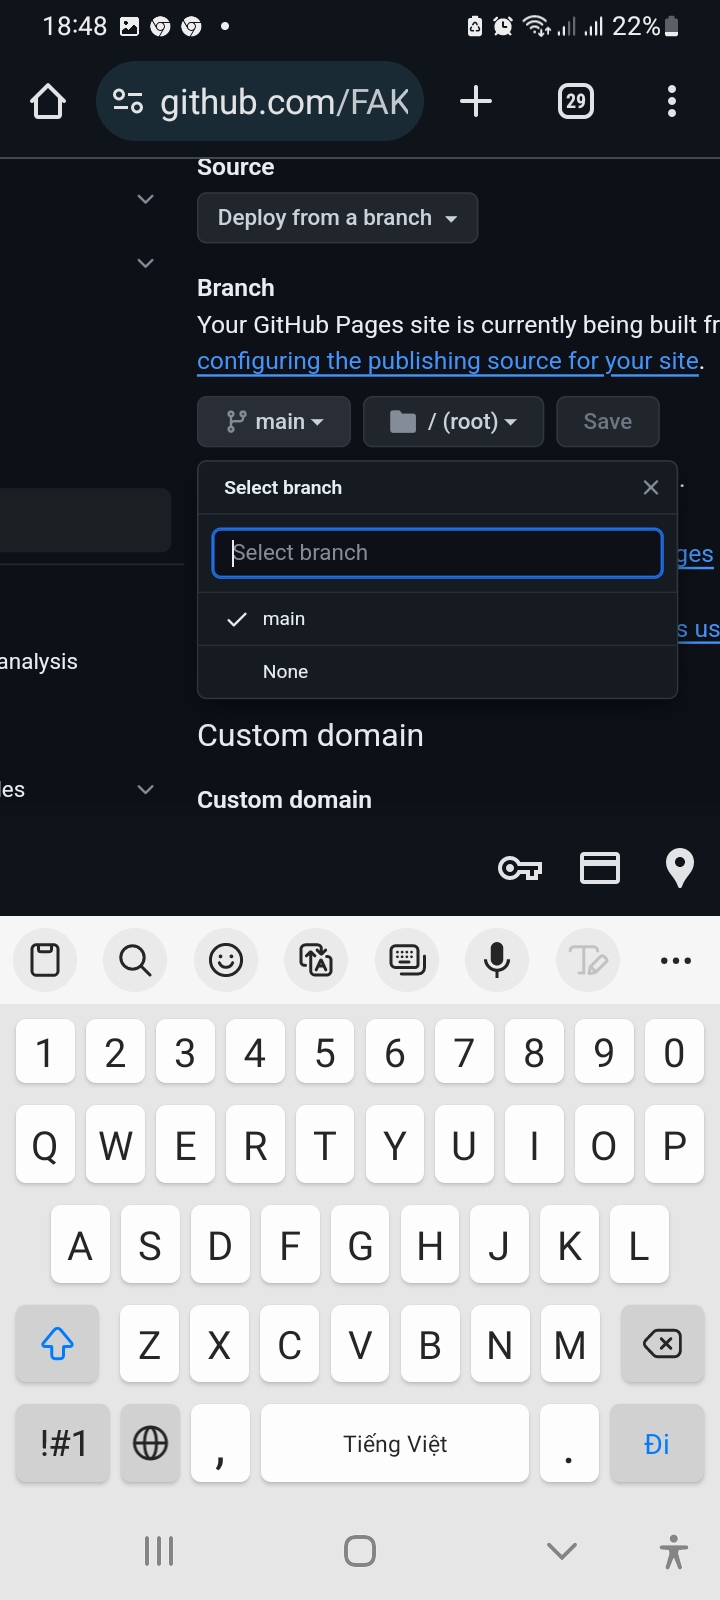 18:48 22%
github.com/FAK 29
Source
Deploy from a branch
Branch
Your GitHub Pages site is currently being built fr
configuring the publishing source for your site.
main / (root) Save
Select branch
.
Select branch
ges
main
s us
None
analysis
Custom domain
les
Custom domain
1 2 3 4 5 6 7 8 9 0
Q W E R T Y U I O P
A S D F G H J K L
Z X C V B N M
!#1 , Tiếng Việt . Đi